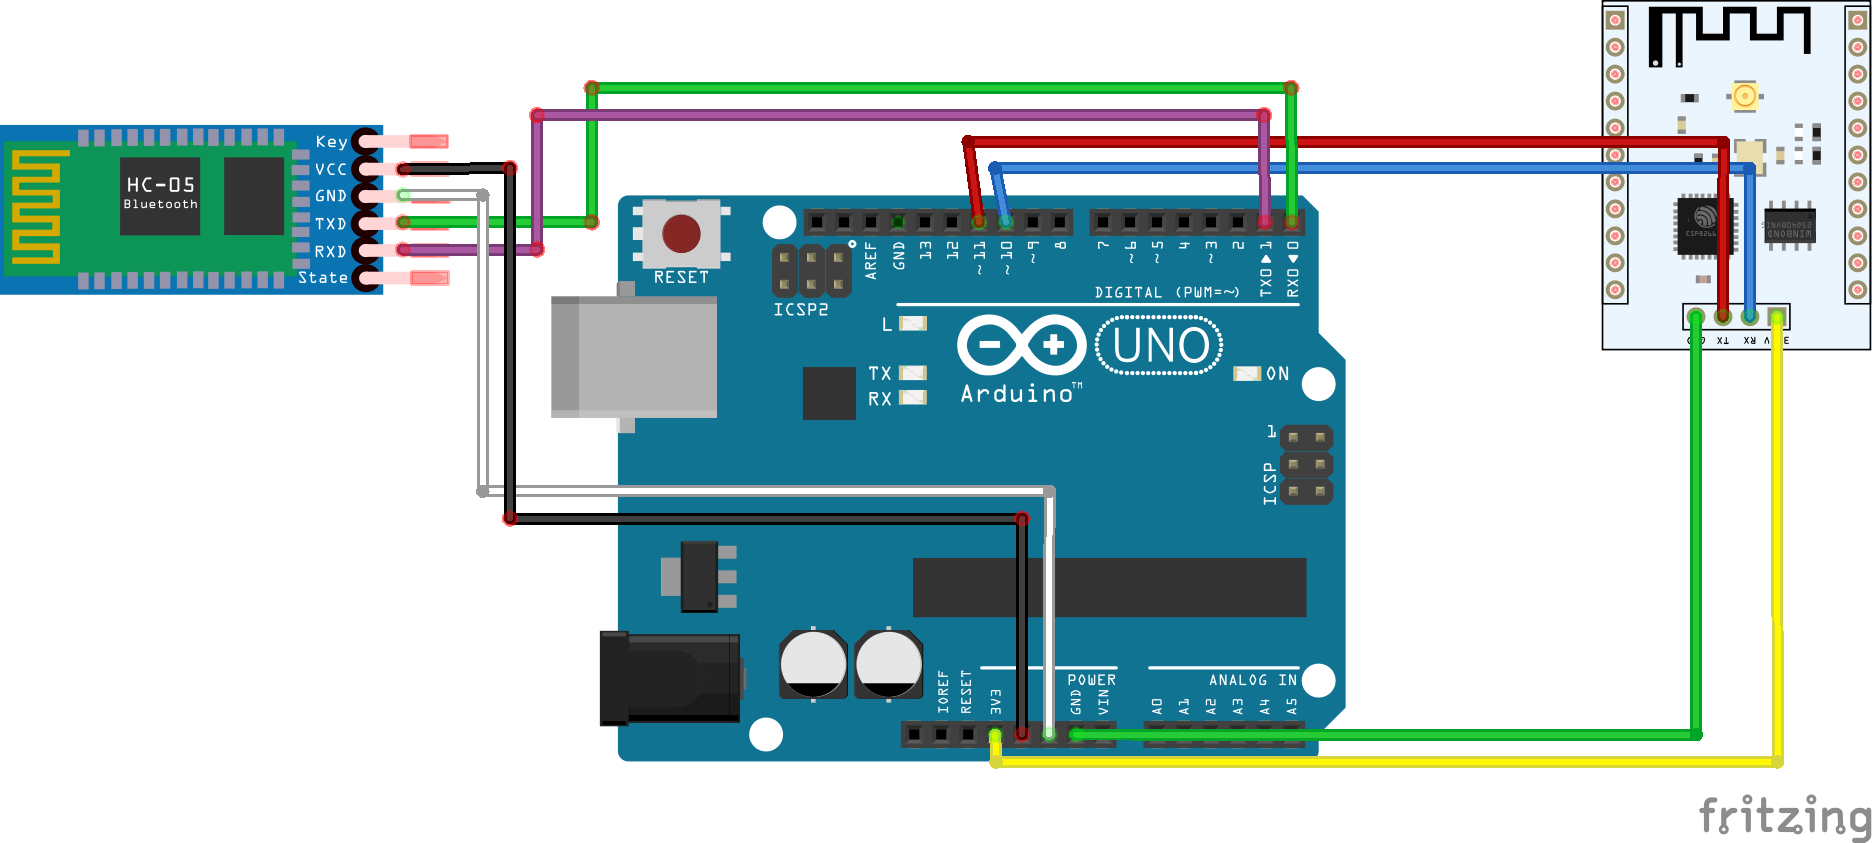 Key
VCC
GND
TXD
RXD
State
HC-05
Bluetooth
RESET
ICSP2
AREF
GND
13
12
~11
~10
~9
8
7
~6
~5
4
~3
2
TX0▶1
RX0◀0
DIGITAL (PWM=~)
L
TX
RX
UNO
Arduino™
ON
1
ICSP
IOREF
RESET
3V3
GND
VIN
POWER
ANALOG IN
A0
A1
A2
A3
A4
A5
ESP8266
WINBOND
TX
RX
fritzing